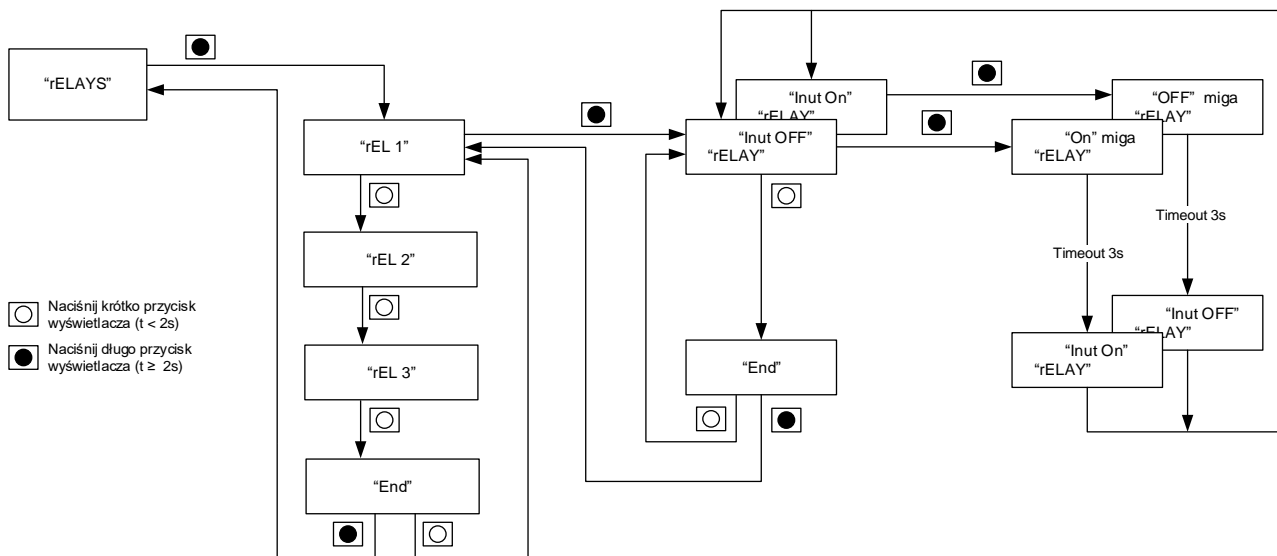 “rELAYS”
“rEL 1”
“rEL 2”
“rEL 3”
“End”
“Inut On”
“rELAY”
“Inut OFF”
“rELAY”
“End”
“OFF” miga
“rELAY”
“On” miga
“rELAY”
Timeout 3s
Timeout 3s
“Inut OFF”
“rELAY”
“Inut On”
“rELAY”
Naciśnij krótko przycisk
wyświetlacza (t < 2s)
Naciśnij długo przycisk
wyświetlacza (t ≥ 2s)